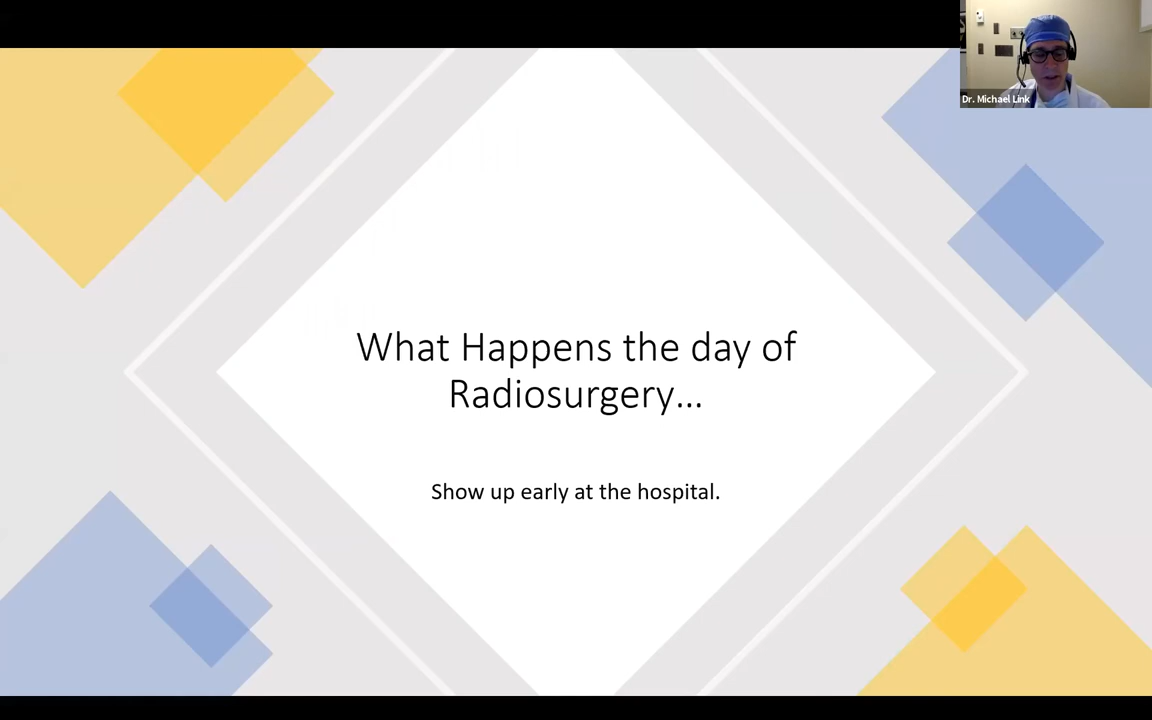 Dr. Michael Link
What Happens the day of
Radiosurgery...
Show up early at the hospital.